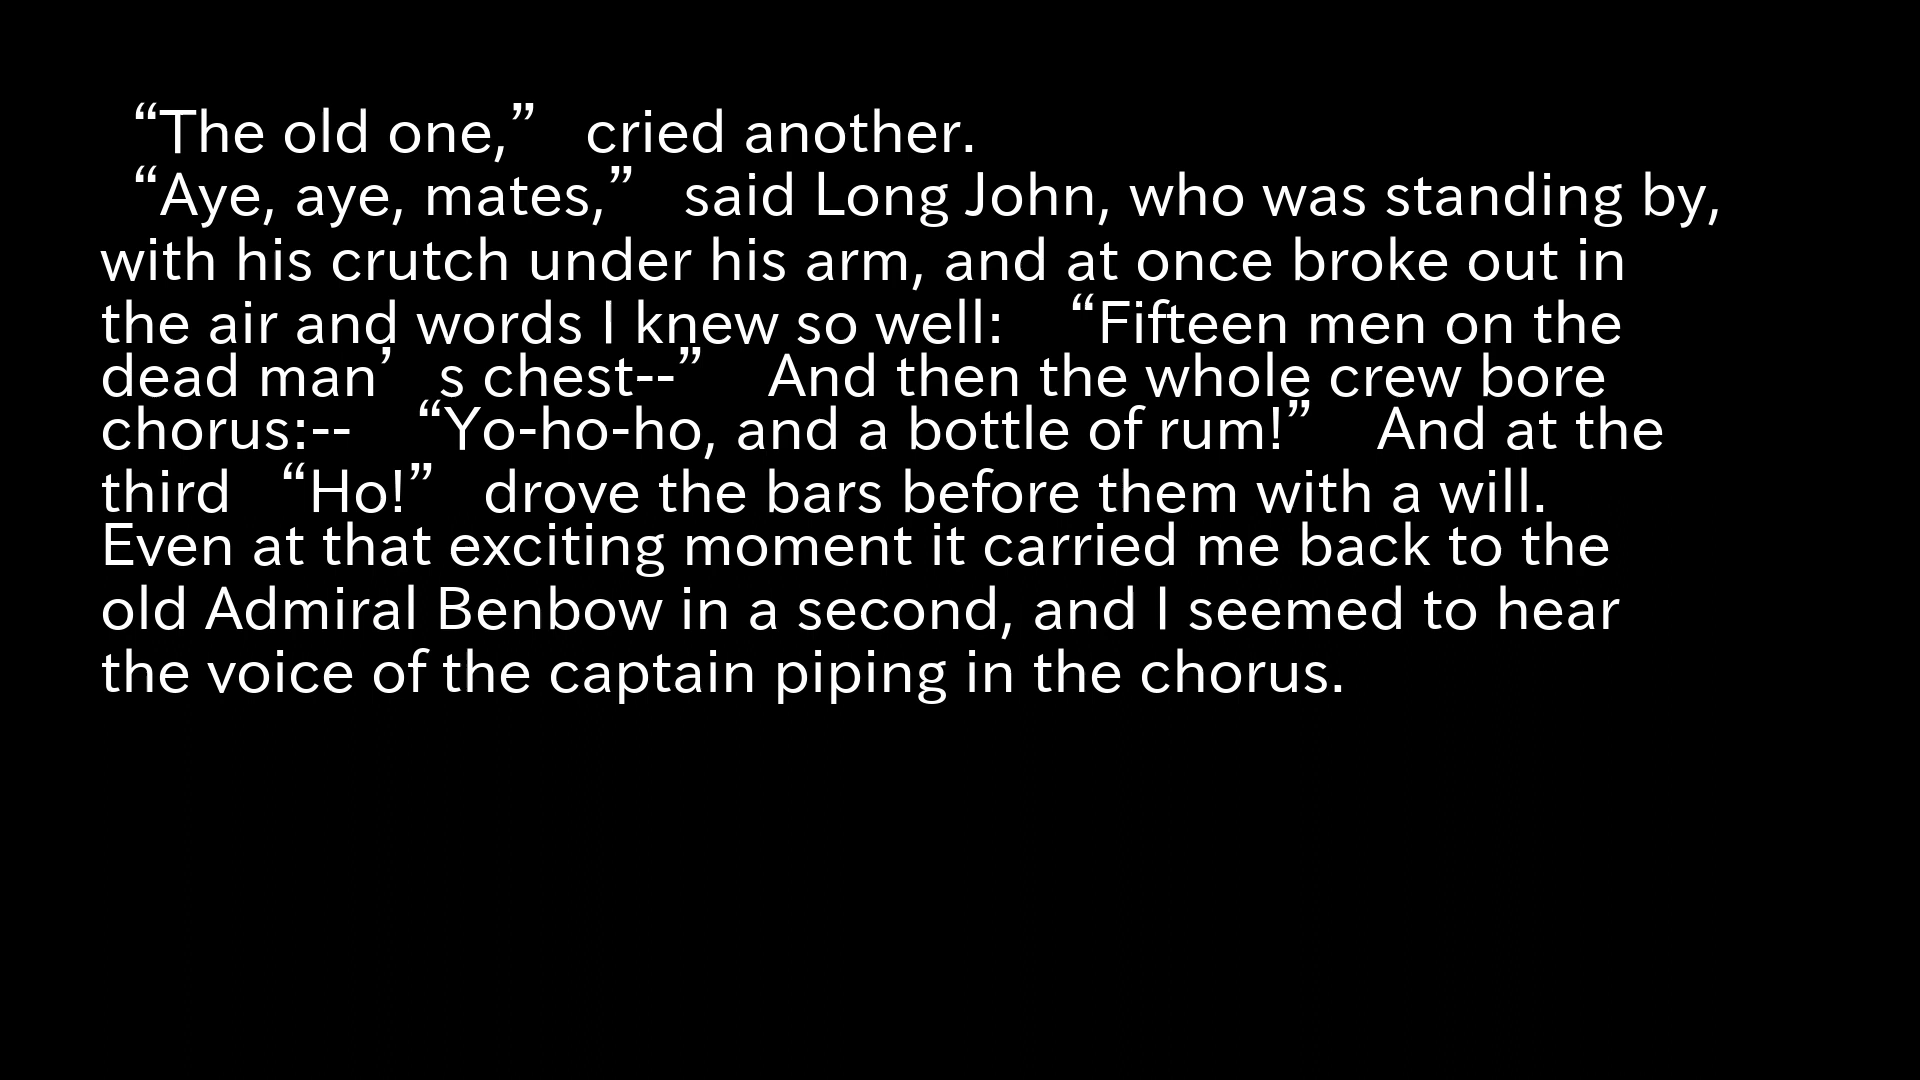 “The old one,” cried another.
“Aye, aye, mates,” said Long John, who was standing by,
with his crutch under his arm, and at once broke out in
the air and words I knew so well: “Fifteen men on the
dead man’s chest--” And then the whole crew bore
chorus:-- “Yo-ho-ho, and a bottle of rum!” And at the
third “Ho!” drove the bars before them with a will.
Even at that exciting moment it carried me back to the
old Admiral Benbow in a second, and I seemed to hear
the voice of the captain piping in the chorus.